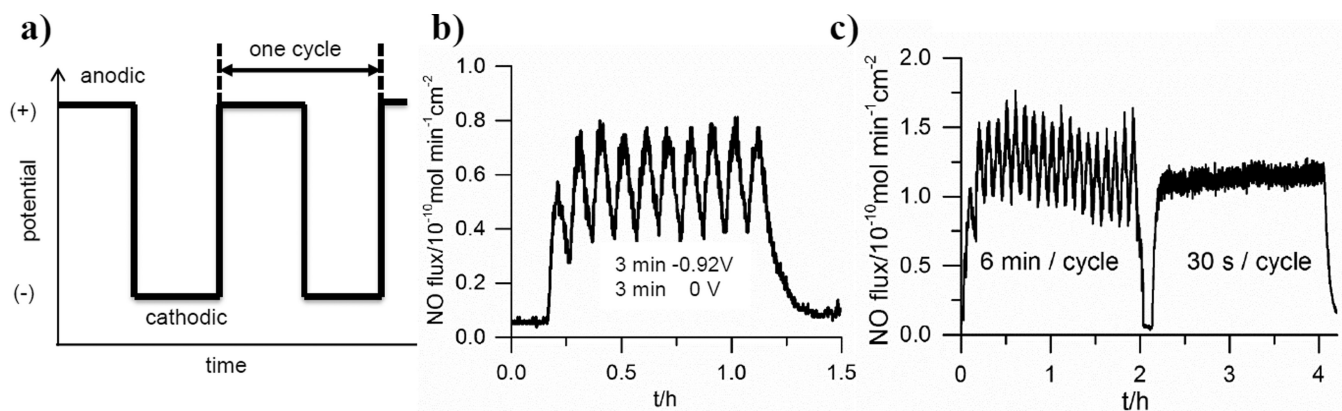 a)
one cycle
anodic
(+)
potential
(-)
cathodic
time
b)
NO flux/10⁻¹⁰mol min⁻¹cm⁻²
1.0
0.8
0.6
0.4
0.2
0.0
3 min -0.92V
3 min 0 V
0.0 0.5 1.0 1.5
t/h
c)
NO flux/10⁻¹⁰mol min⁻¹cm⁻²
2.0
1.5
1.0
0.5
0.0
6 min / cycle
30 s / cycle
0 1 2 3 4
t/h